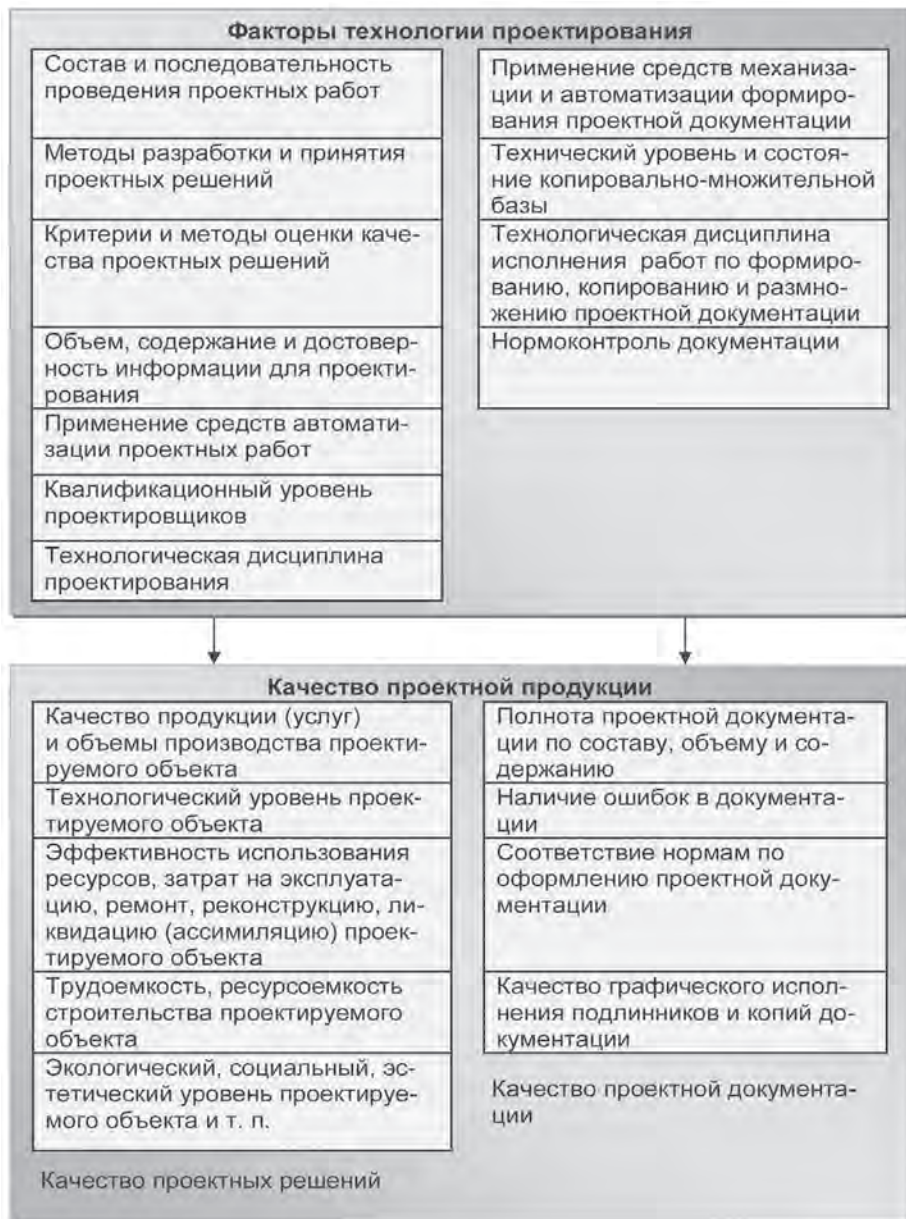 Факторы технологии проектирования
Состав и последовательность
проведения проектных работ
Методы разработки и принятия
проектных решений
Критерии и методы оценки каче-
ства проектных решений
Объем, содержание и достовер-
ность информации для проекти-
рования
Применение средств автомати-
зации проектных работ
Квалификационный уровень
проектировщиков
Технологическая дисциплина
проектирования
Применение средств механиза-
ции и автоматизации формиро-
вания проектной документации
Технический уровень и состоя-
ние копировально-множительной
базы
Технологическая дисциплина
исполнения работ по формиро-
ванию, копированию и размно-
жению проектной документации
Нормоконтроль документации
Качество проектной продукции
Качество продукции (услуг)
и объемы производства проекти-
руемого объекта
Технологический уровень проек-
тируемого объекта
Эффективность использования
ресурсов, затрат на эксплуата-
цию, ремонт, реконструкцию, ли-
квидацию (ассимиляцию) проек-
тируемого объекта
Трудоемкость, ресурсоемкость
строительства проектируемого
объекта
Экологический, социальный, эс-
тетический уровень проектируе-
мого объекта и т. п.
Качество проектных решений
Полнота проектной документа-
ции по составу, объему и со-
держанию
Наличие ошибок в документа-
ции
Соответствие нормам по
оформлению проектной доку-
ментации
Качество графического испол-
нения подлинников и копий до-
кументации
Качество проектной документа-
ции